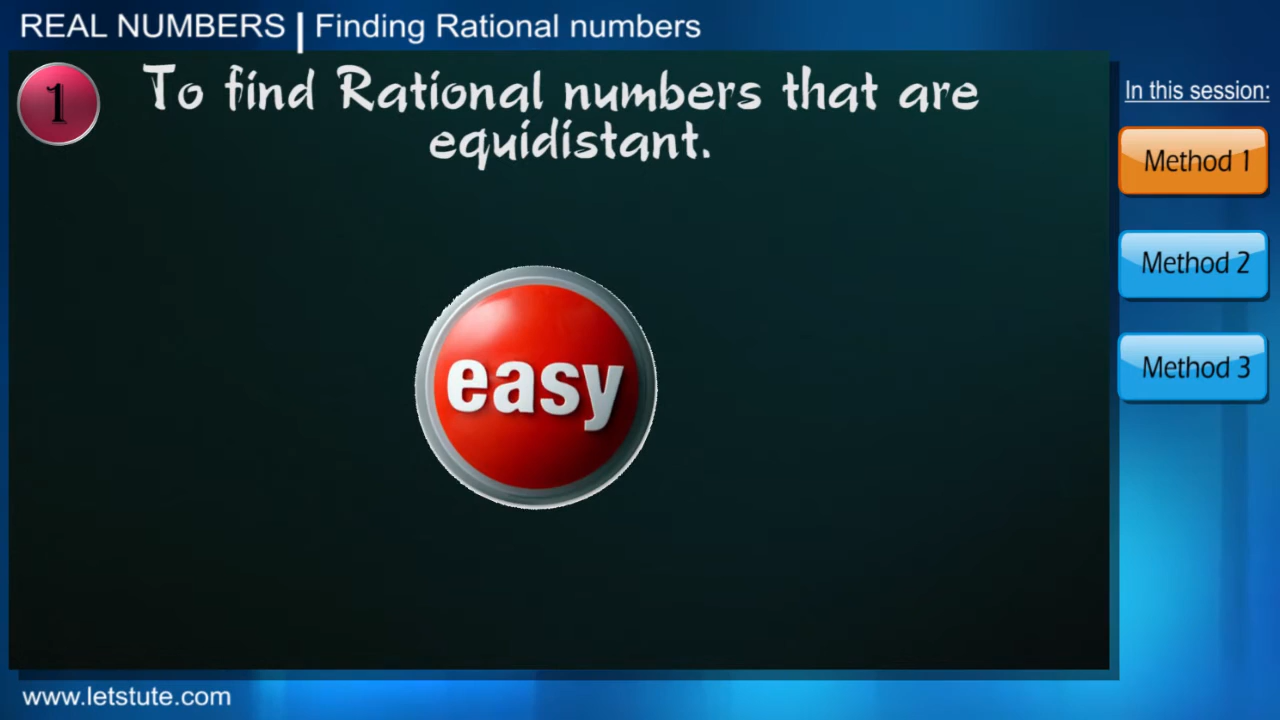 REAL NUMBERS | Finding Rational numbers
1
To find Rational numbers that are
equidistant.
easy
In this session:
Method 1
Method 2
Method 3
www.letstute.com